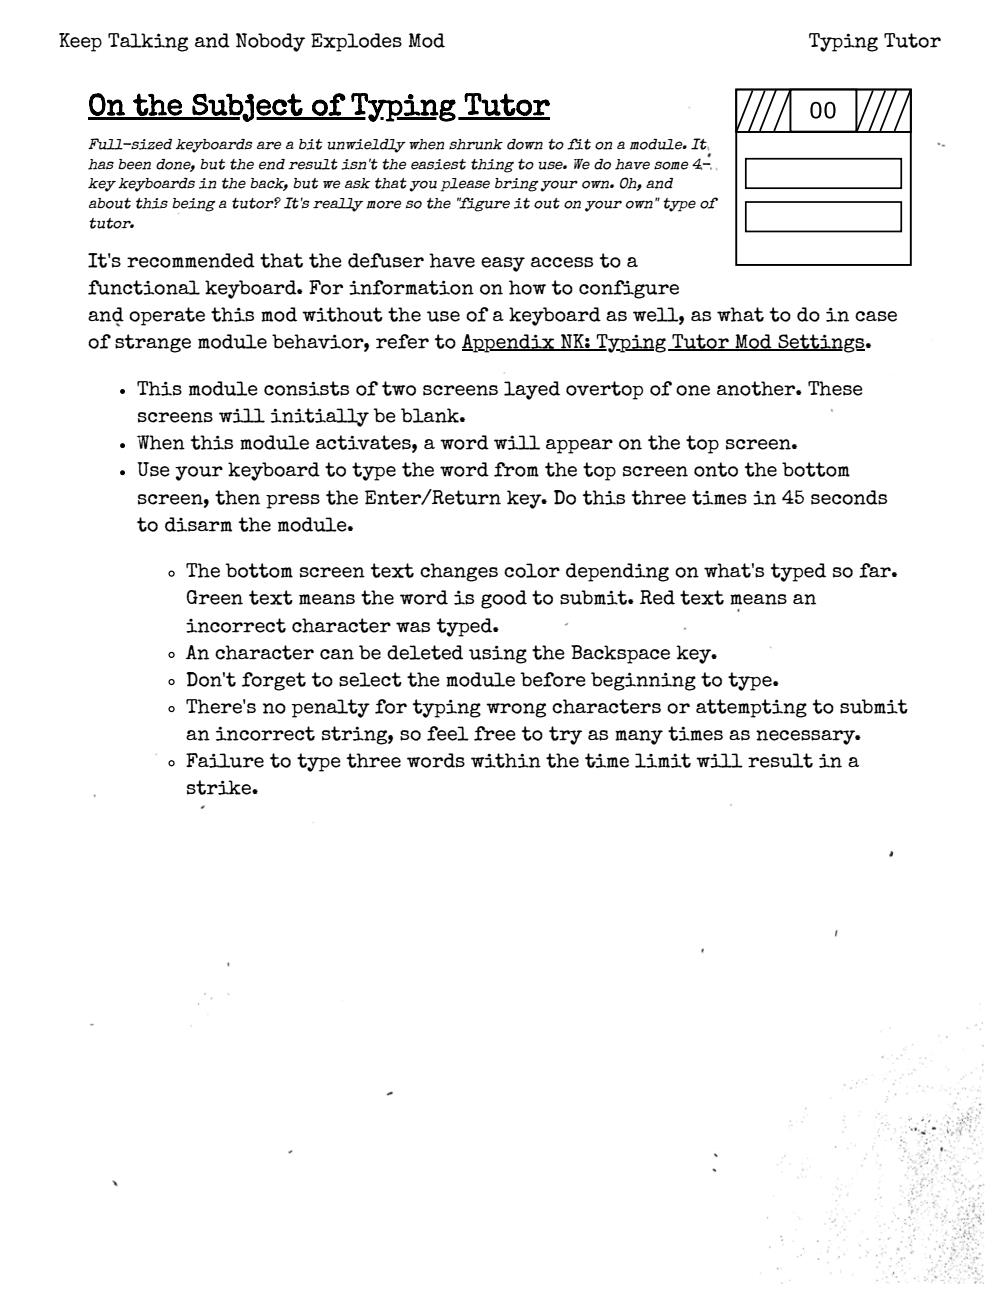 Keep Talking and Nobody Explodes Mod
Typing Tutor
On the Subject of Typing Tutor
00
Full-sized keyboards are a bit unwieldly when shrunk down to fit on a module. It
has been done, but the end result isn't the easiest thing to use. We do have some 4-
key keyboards in the back, but we ask that you please bring your own. Oh, and
about this being a tutor? It's really more so the "figure it out on your own" type of
tutor.
It's recommended that the defuser have easy access to a
functional keyboard. For information on how to configure
and operate this mod without the use of a keyboard as well, as what to do in case
of strange module behavior, refer to Appendix NK: Typing Tutor Mod Settings.
• This module consists of two screens layed overtop of one another. These
screens will initially be blank.
• When this module activates, a word will appear on the top screen.
• Use your keyboard to type the word from the top screen onto the bottom
screen, then press the Enter/Return key. Do this three times in 45 seconds
to disarm the module.
◦ The bottom screen text changes color depending on what's typed so far.
Green text means the word is good to submit. Red text means an
incorrect character was typed.
◦ An character can be deleted using the Backspace key.
◦ Don't forget to select the module before beginning to type.
◦ There's no penalty for typing wrong characters or attempting to submit
an incorrect string, so feel free to try as many times as necessary.
◦ Failure to type three words within the time limit will result in a
strike.